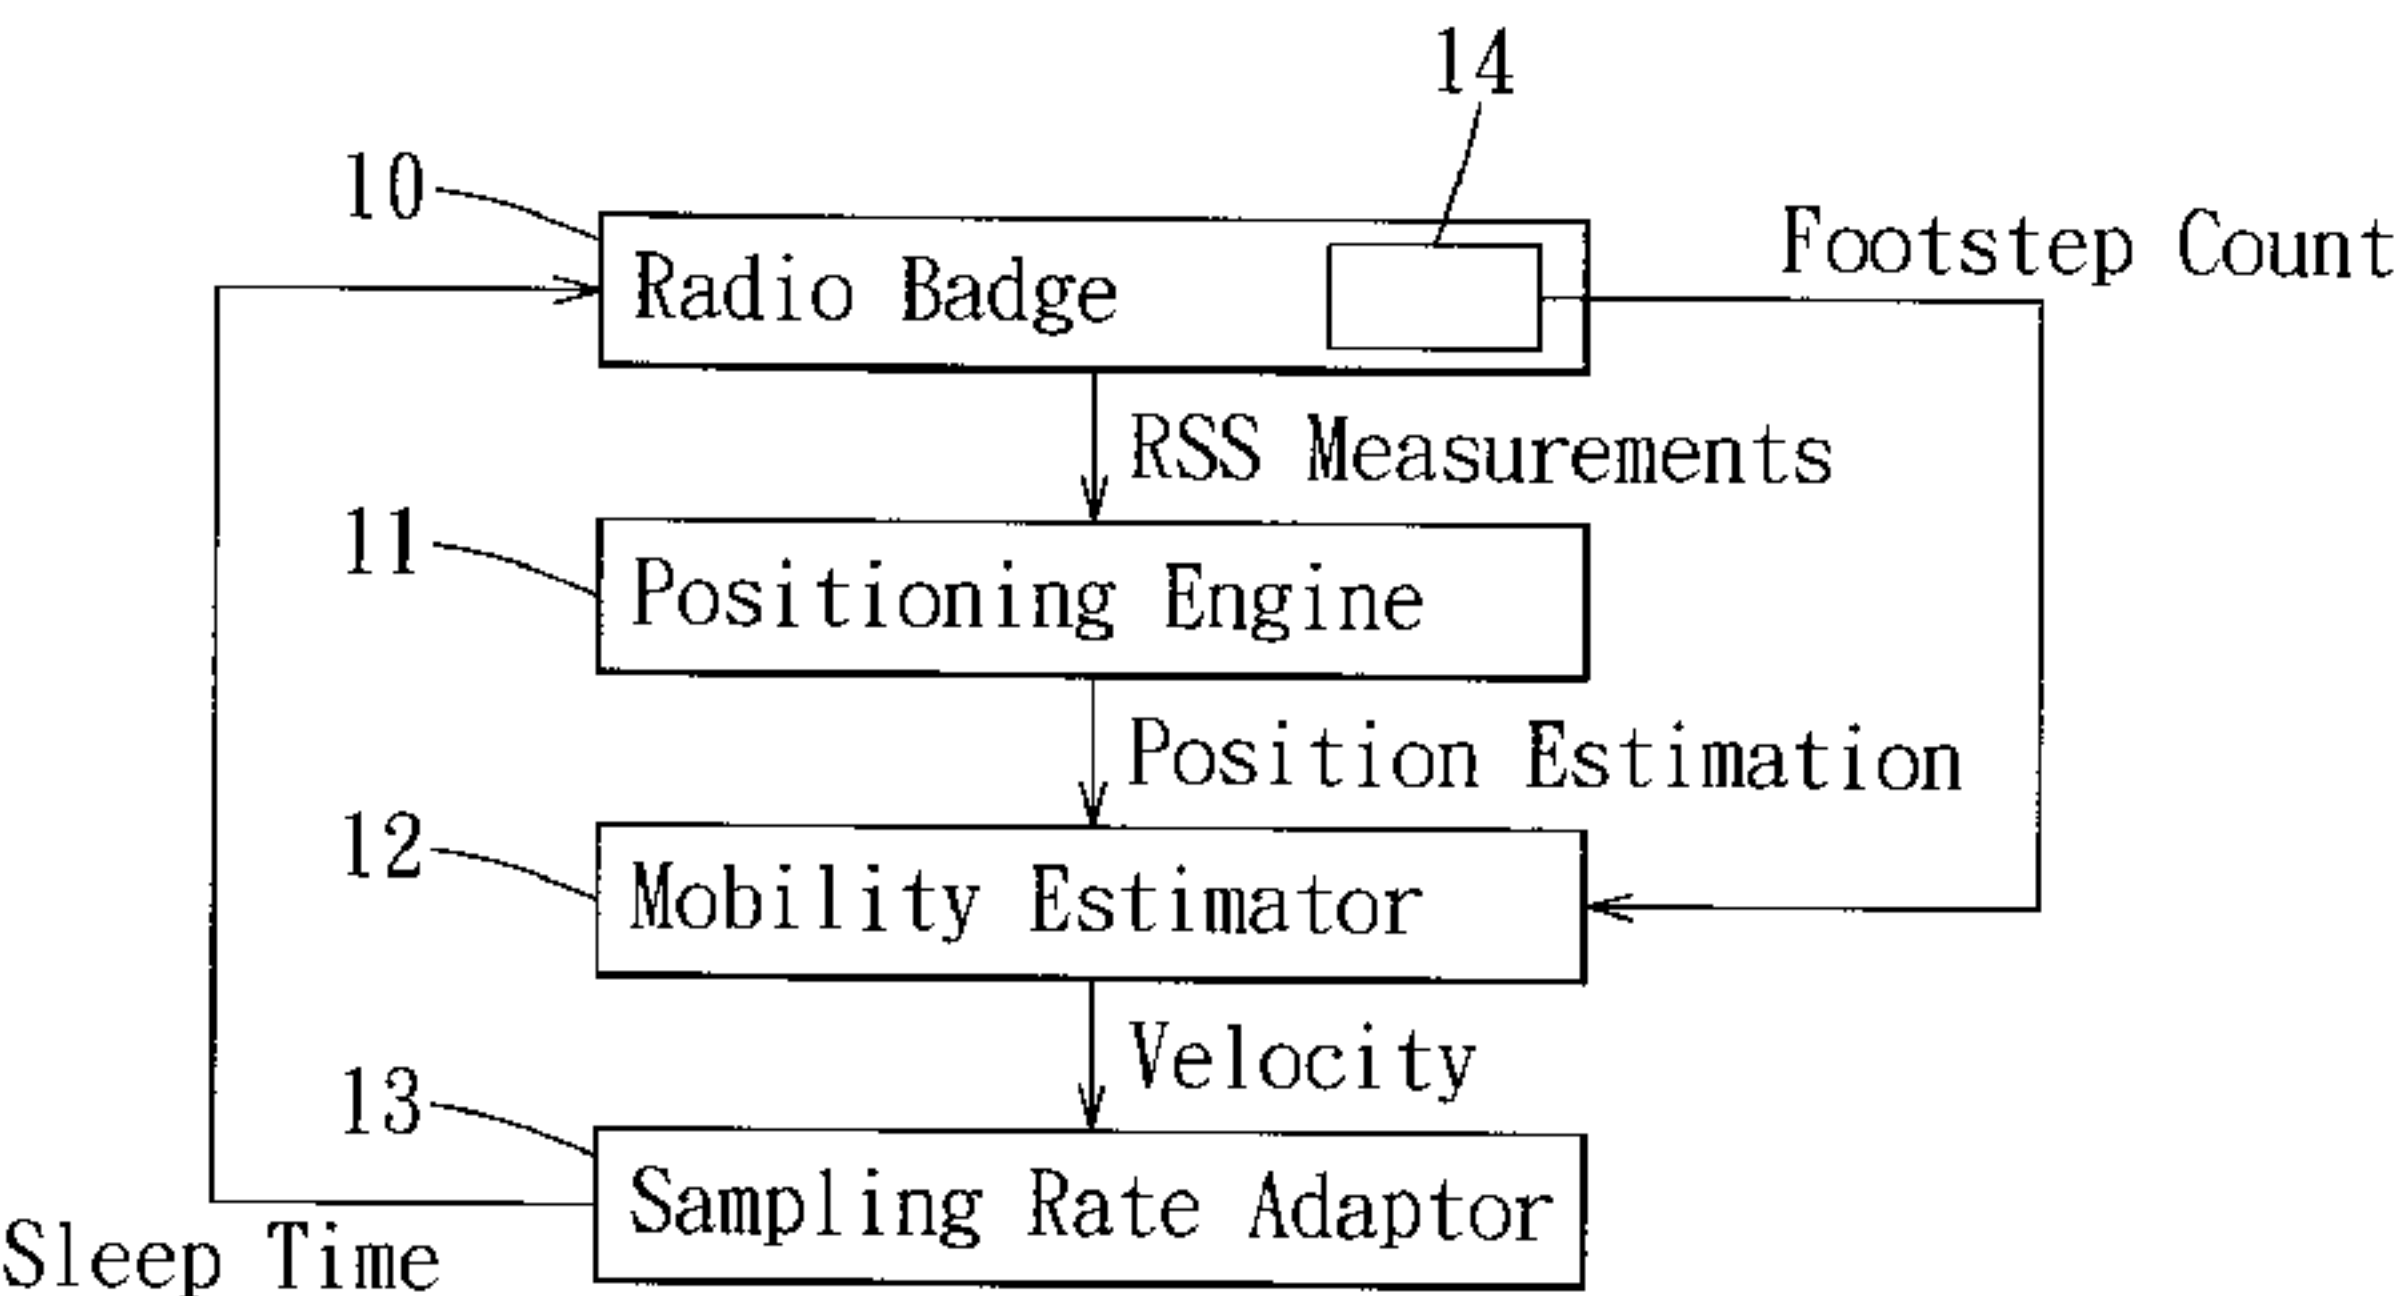 14
10
Radio Badge
Footstep Count
RSS Measurements
11
Positioning Engine
Position Estimation
12
Mobility Estimator
Velocity
13
Sampling Rate Adaptor
Sleep Time